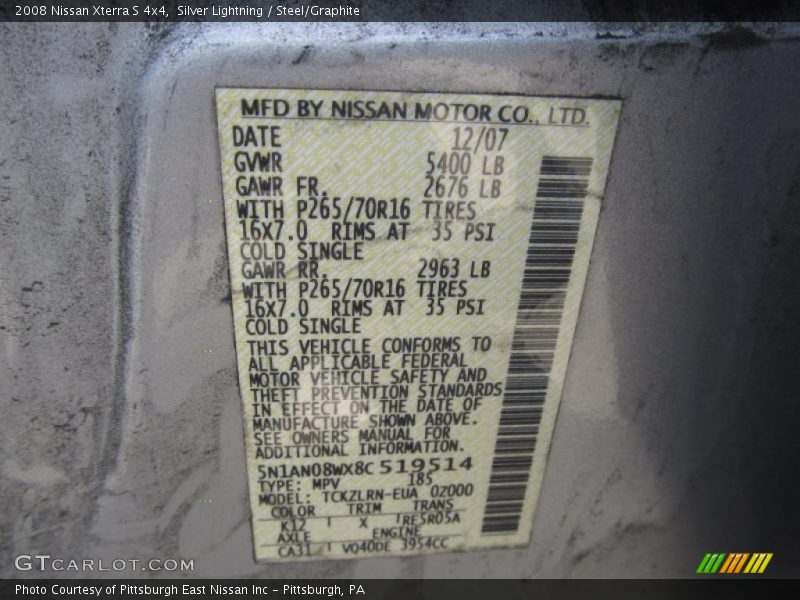 2008 Nissan Xterra S 4x4,  Silver Lightning / Steel/Graphite
MFD BY NISSAN MOTOR CO., LTD.
DATE 12/07
GVWR 5400 LB
GAWR FR. 2676 LB
WITH P265/70R16 TIRES
16X7.0 RIMS AT 35 PSI
COLD SINGLE
GAWR RR. 2963 LB
WITH P265/70R16 TIRES
16X7.0 RIMS AT 35 PSI
COLD SINGLE
THIS VEHICLE CONFORMS TO
ALL APPLICABLE FEDERAL
MOTOR VEHICLE SAFETY AND
THEFT PREVENTION STANDARDS
IN EFFECT ON THE DATE OF
MANUFACTURE SHOWN ABOVE.
SEE OWNERS MANUAL FOR
ADDITIONAL INFORMATION.
5N1AN08WX8C 519514
TYPE: MPV 185
MODEL: TCKZLRN-EUA 0Z000
COLOR TRIM TRANS
K12 X RE5R05A
AXLE ENGINE
CA31 VQ40DE 3954CC
GTCarLot.com
Photo Courtesy of Pittsburgh East Nissan Inc - Pittsburgh, PA